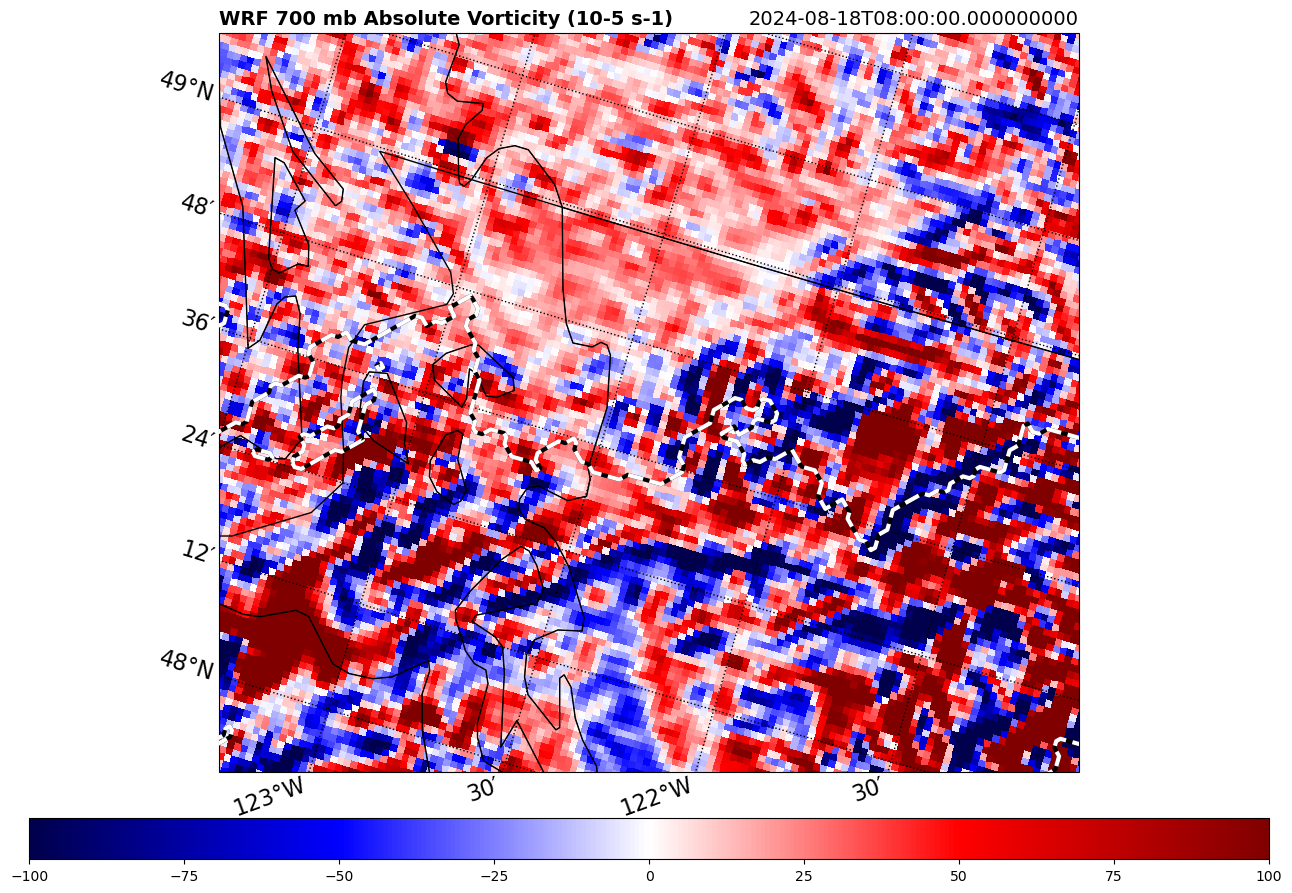 WRF 700 mb Absolute Vorticity (10-5 s-1) 2024-08-18T08:00:00.000000000
49°N
48′
36′
24′
12′
48°N
123°W 30′ 122°W 30′
−100 −75 −50 −25 0 25 50 75 100